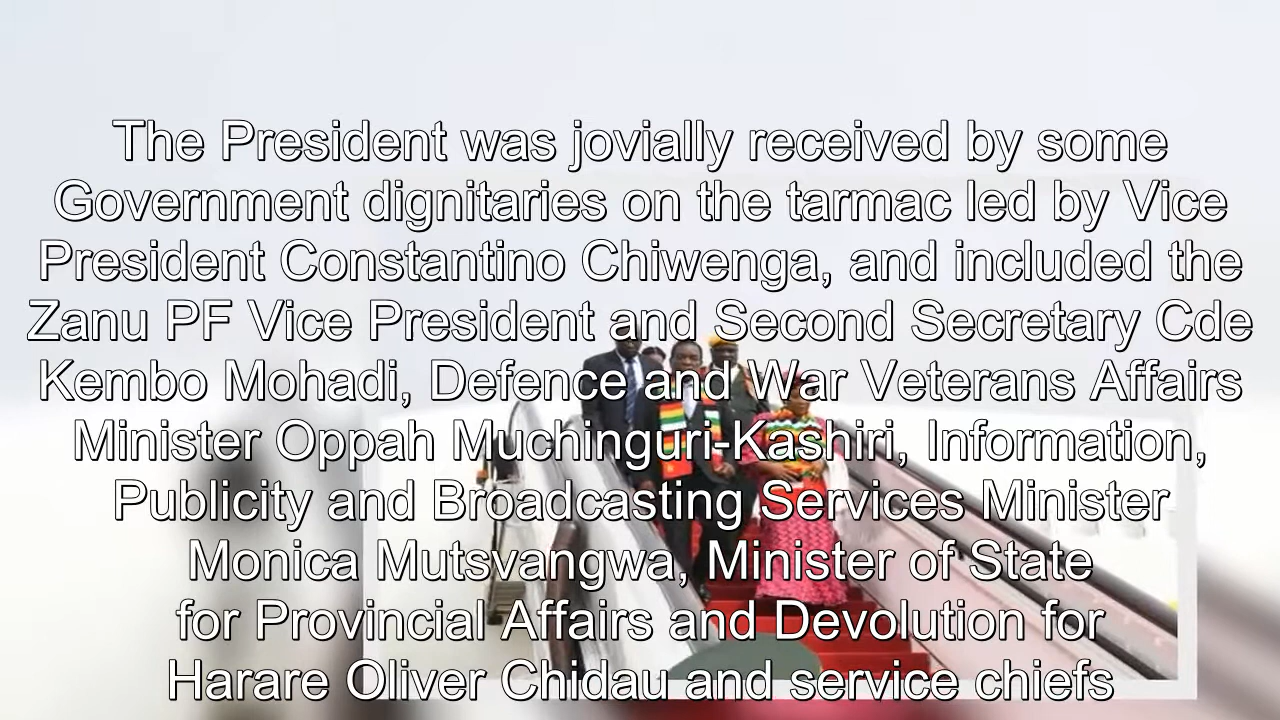 The President was jovially received by some
Government dignitaries on the tarmac led by Vice
President Constantino Chiwenga, and included the
Zanu PF Vice President and Second Secretary Cde
Kembo Mohadi, Defence and War Veterans Affairs
Minister Oppah Muchinguri-Kashiri, Information,
Publicity and Broadcasting Services Minister
Monica Mutsvangwa, Minister of State
for Provincial Affairs and Devolution for
Harare Oliver Chidau and service chiefs